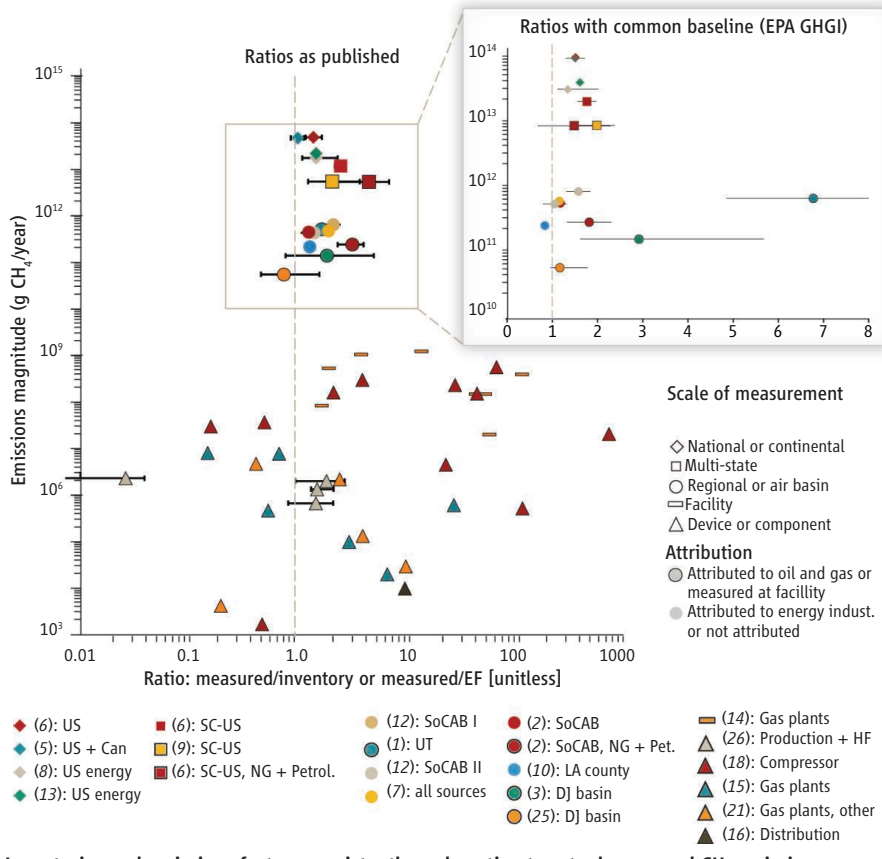 Ratios with common baseline (EPA GHGI)
Ratios as published
10^15
10^12
10^9
10^6
10^3
Emissions magnitude (g CH4/year)
10^14
10^13
10^12
10^11
10^10
0 1 2 3 4 5 6 7 8
0.01 0.1 1.0 10 100 1000
Ratio: measured/inventory or measured/EF [unitless]
Scale of measurement
National or continental
Multi-state
Regional or air basin
Facility
Device or component
Attribution
Attributed to oil and gas or
measured at facillity
Attributed to energy indust.
or not attributed
(6): US
(5): US + Can
(8): US energy
(13): US energy
(6): SC-US
(9): SC-US
(6): SC-US, NG + Petrol.
(12): SoCAB I
(1): UT
(12): SoCAB II
(7): all sources
(2): SoCAB
(2): SoCAB, NG + Pet.
(10): LA county
(3): DJ basin
(25): DJ basin
(14): Gas plants
(26): Production + HF
(18): Compressor
(15): Gas plants
(21): Gas plants, other
(16): Distribution